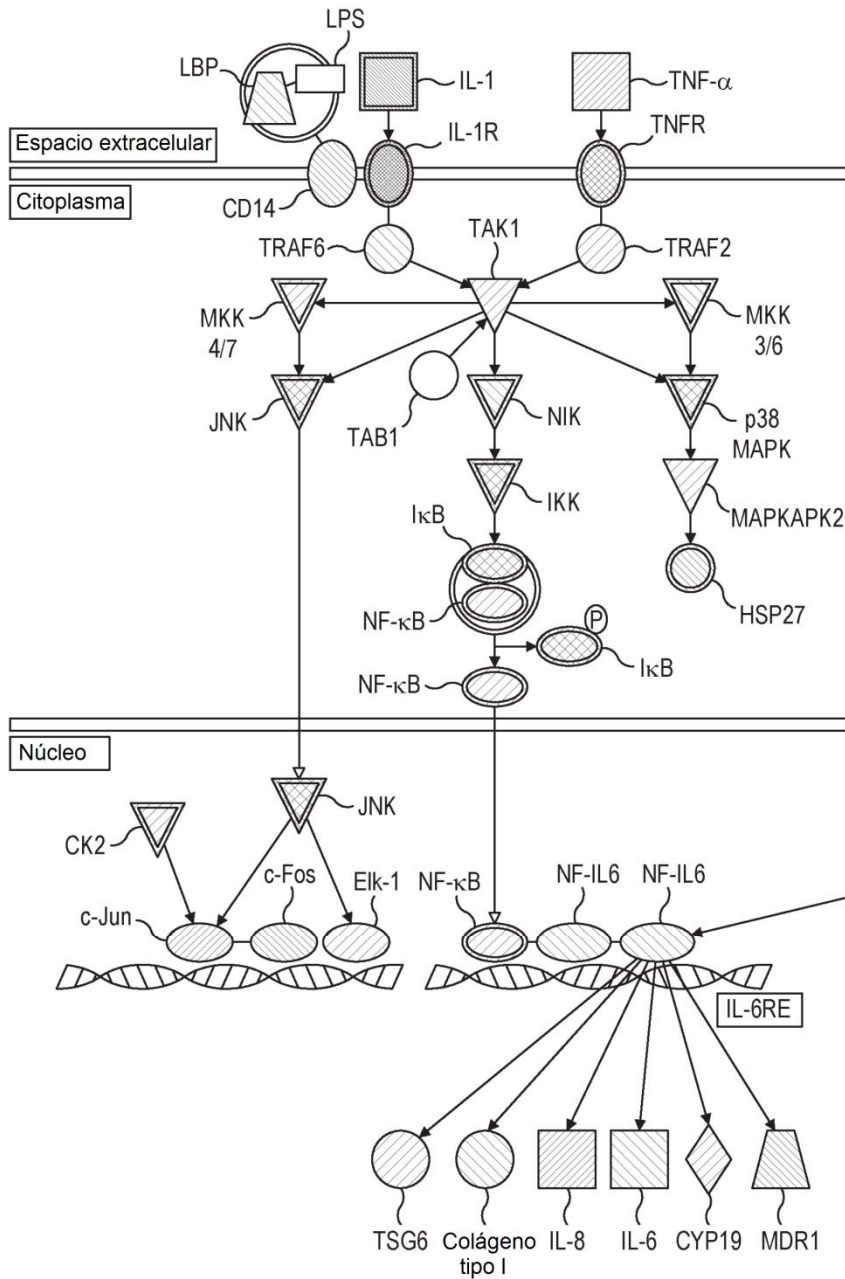 LPS
LBP
IL-1
TNF-α
Espacio extracelular
IL-1R
TNFR
Citoplasma
CD14
TRAF6
TAK1
TRAF2
MKK
4/7
MKK
3/6
JNK
TAB1
NIK
p38
MAPK
IKK
MAPKAPK2
IκB
NF-κB
HSP27
P
IκB
NF-κB
Núcleo
JNK
CK2
c-Fos
Elk-1
NF-κB
NF-IL6
NF-IL6
c-Jun
IL-6RE
TSG6
Colágeno
tipo I
IL-8
IL-6
CYP19
MDR1